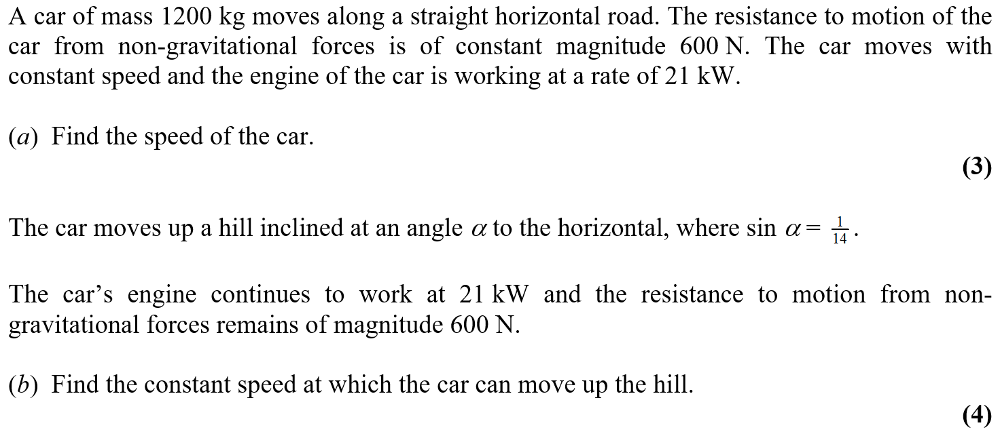 A car of mass 1200 kg moves along a straight horizontal road. The resistance to motion of the
car from non-gravitational forces is of constant magnitude 600 N. The car moves with
constant speed and the engine of the car is working at a rate of 21 kW.
(a) Find the speed of the car.
(3)
The car moves up a hill inclined at an angle α to the horizontal, where sin α = 1/14.
The car’s engine continues to work at 21 kW and the resistance to motion from non-
gravitational forces remains of magnitude 600 N.
(b) Find the constant speed at which the car can move up the hill.
(4)